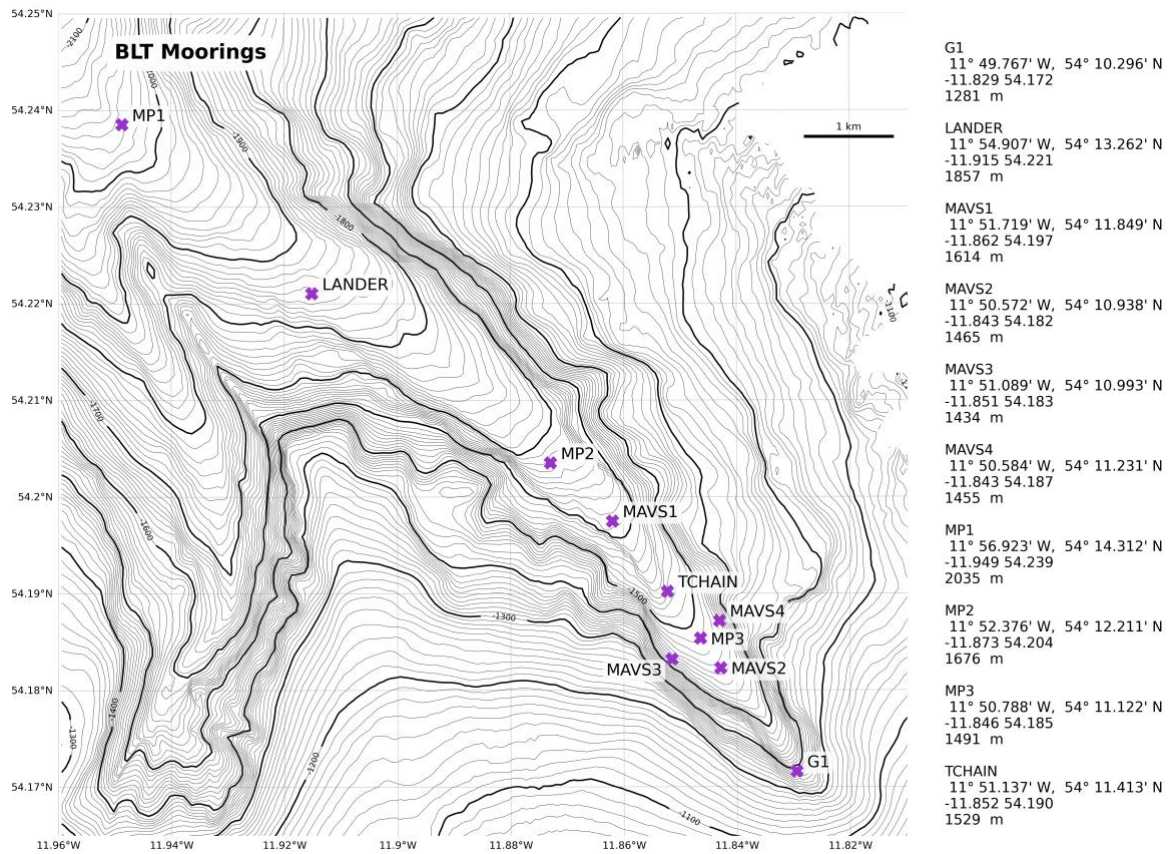 54.25°N
BLT Moorings
54.24°N
54.23°N
54.22°N
54.21°N
54.2°N
54.19°N
54.18°N
54.17°N
11.96°W
11.94°W
11.92°W
11.9°W
11.88°W
11.86°W
11.84°W
11.82°W
1 km
MP1
LANDER
MP2
MAVS1
TCHAIN
MAVS4
MP3
MAVS3
MAVS2
G1
-2100
-1900
-1800
-1700
-1600
-1500
-1400
-1300
-1300
-1200
-1100
-1100
G1
11° 49.767' W, 54° 10.296' N
-11.829 54.172
1281 m
LANDER
11° 54.907' W, 54° 13.262' N
-11.915 54.221
1857 m
MAVS1
11° 51.719' W, 54° 11.849' N
-11.862 54.197
1614 m
MAVS2
11° 50.572' W, 54° 10.938' N
-11.843 54.182
1465 m
MAVS3
11° 51.089' W, 54° 10.993' N
-11.851 54.183
1434 m
MAVS4
11° 50.584' W, 54° 11.231' N
-11.843 54.187
1455 m
MP1
11° 56.923' W, 54° 14.312' N
-11.949 54.239
2035 m
MP2
11° 52.376' W, 54° 12.211' N
-11.873 54.204
1676 m
MP3
11° 50.788' W, 54° 11.122' N
-11.846 54.185
1491 m
TCHAIN
11° 51.137' W, 54° 11.413' N
-11.852 54.190
1529 m